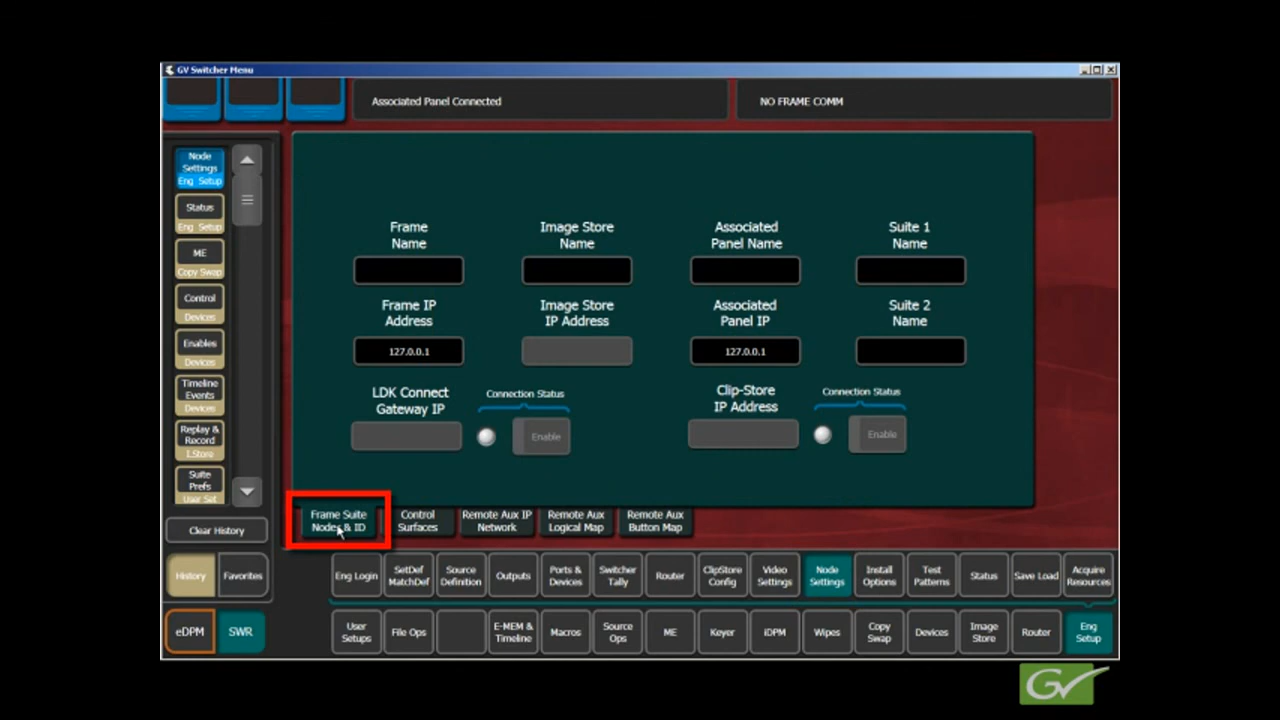 GV Switcher Menu
Associated Panel Connected
NO FRAME COMM
Node
Settings
Eng Setup
Status
Eng Setup
ME
Copy Swap
Control
Devices
Enables
Devices
Timeline
Events
Devices
Replay &
Record
I.Store
Suite
Prefs
User Set
Clear History
History
Favorites
eDPM
SWR
Frame
Name
Image Store
Name
Associated
Panel Name
Suite 1
Name
Frame IP
Address
Image Store
IP Address
Associated
Panel IP
Suite 2
Name
127.0.0.1
127.0.0.1
LDK Connect
Gateway IP
Connection Status
Enable
Clip-Store
IP Address
Connection Status
Enable
Frame Suite
Nodes & ID
Control
Surfaces
Remote Aux IP
Network
Remote Aux
Logical Map
Remote Aux
Button Map
Eng Login
SetDef
MatchDef
Source
Definition
Outputs
Ports &
Devices
Switcher
Tally
Router
ClipStore
Config
Video
Settings
Node
Settings
Install
Options
Test
Patterns
Status
Save Load
Acquire
Resources
User
Setups
File Ops
E-MEM &
Timeline
Macros
Source
Ops
ME
Keyer
iDPM
Wipes
Copy
Swap
Devices
Image
Store
Router
Eng
Setup
GV